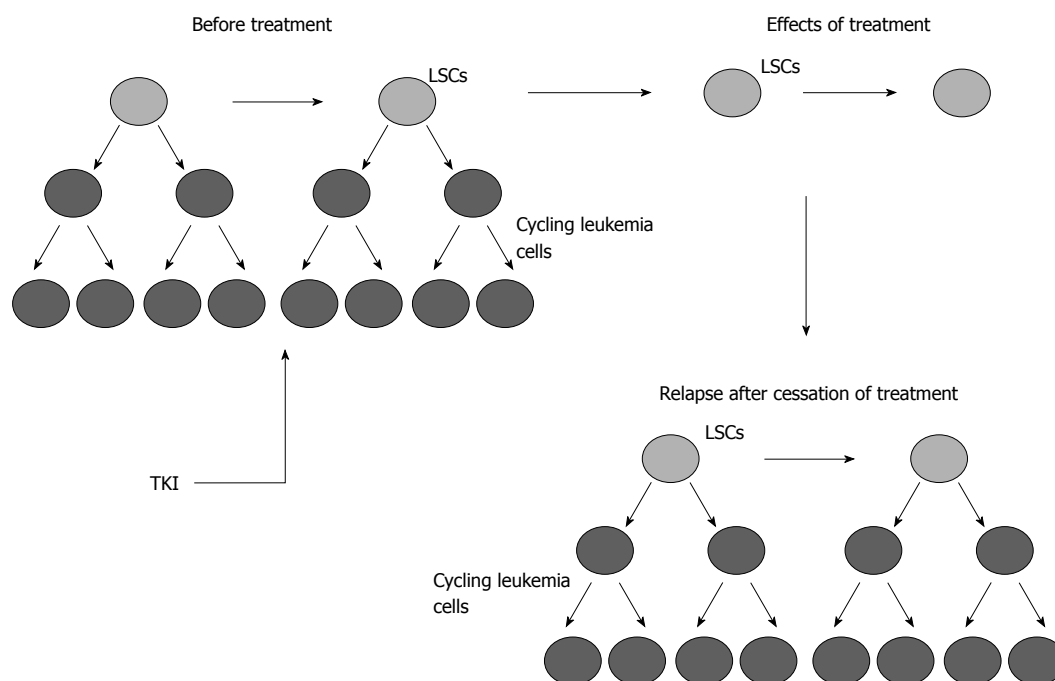 Before treatment
Effects of treatment
LSCs
LSCs
Cycling leukemia
cells
TKI
Relapse after cessation of treatment
LSCs
Cycling leukemia
cells